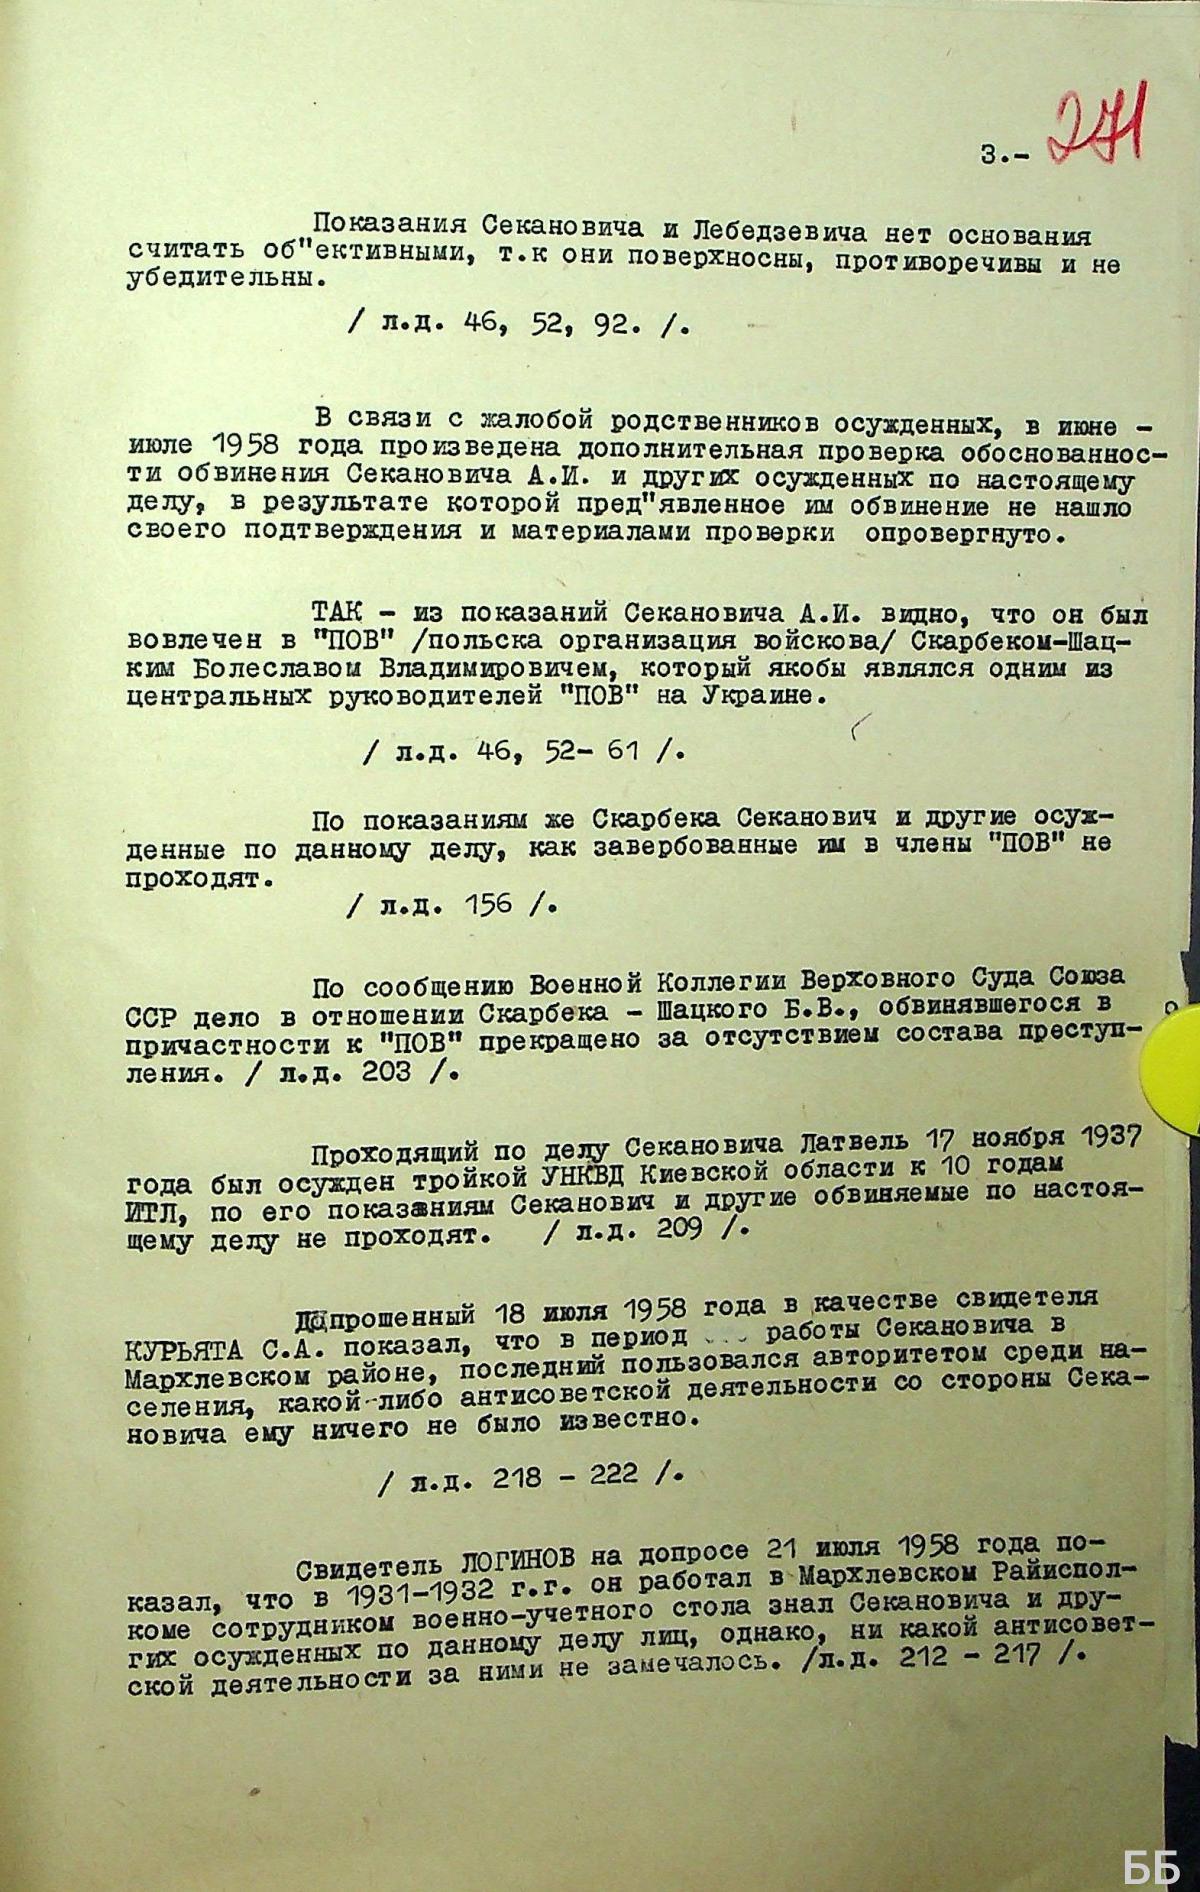 3.- 271
Показания Секановича и Лебедзевича нет основания
считать об"ективными, т.к они поверхносны, противоречивы и не
убедительны.
/ л.д. 46, 52, 92. /.
В связи с жалобой родственников осужденных, в июне -
июле 1958 года произведена дополнительная проверка обоснованнос-
ти обвинения Секановича А.И. и других осужденных по настоящему
делу, в результате которой пред"явленное им обвинение не нашло
своего подтверждения и материалами проверки опровергнуто.
ТАК - из показаний Секановича А.И. видно, что он был
вовлечен в "ПОВ" /польска организация войскова/ Скарбеком-Шац-
ким Болеславом Владимировичем, который якобы являлся одним из
центральных руководителей "ПОВ" на Украине.
/ л.д. 46, 52- 61 /.
По показаниям же Скарбека Секанович и другие осуж-
денные по данному делу, как завербованные им в члены "ПОВ" не
проходят.
/ л.д. 156 /.
По сообщению Военной Коллегии Верховного Суда Союза
ССР дело в отношении Скарбека - Шацкого Б.В., обвинявшегося в
причастности к "ПОВ" прекращено за отсутствием состава преступ-
ления. / л.д. 203 /.
Проходящий по делу Секановича Латвель 17 ноября 1937
года был осужден тройкой УНКВД Киевской области к 10 годам
ИТЛ, по его показаниям Секанович и другие обвиняемые по настоя-
щему делу не проходят. / л.д. 209 /.
Допрошенный 18 июля 1958 года в качестве свидетеля
КУРЬЯТА С.А. показал, что в период работы Секановича в
Мархлевском районе, последний пользовался авторитетом среди на-
селения, какой-либо антисоветской деятельности со стороны Сека-
новича ему ничего не было известно.
/ л.д. 218 - 222 /.
Свидетель ЛОГИНОВ на допросе 21 июля 1958 года по-
казал, что в 1931-1932 г.г. он работал в Мархлевском Райиспол-
коме сотрудником военно-учетного стола знал Секановича и дру-
гих осужденных по данному делу лиц, однако, ни какой антисовет-
ской деятельности за ними не замечалось. /л.д. 212 - 217 /.
ББ